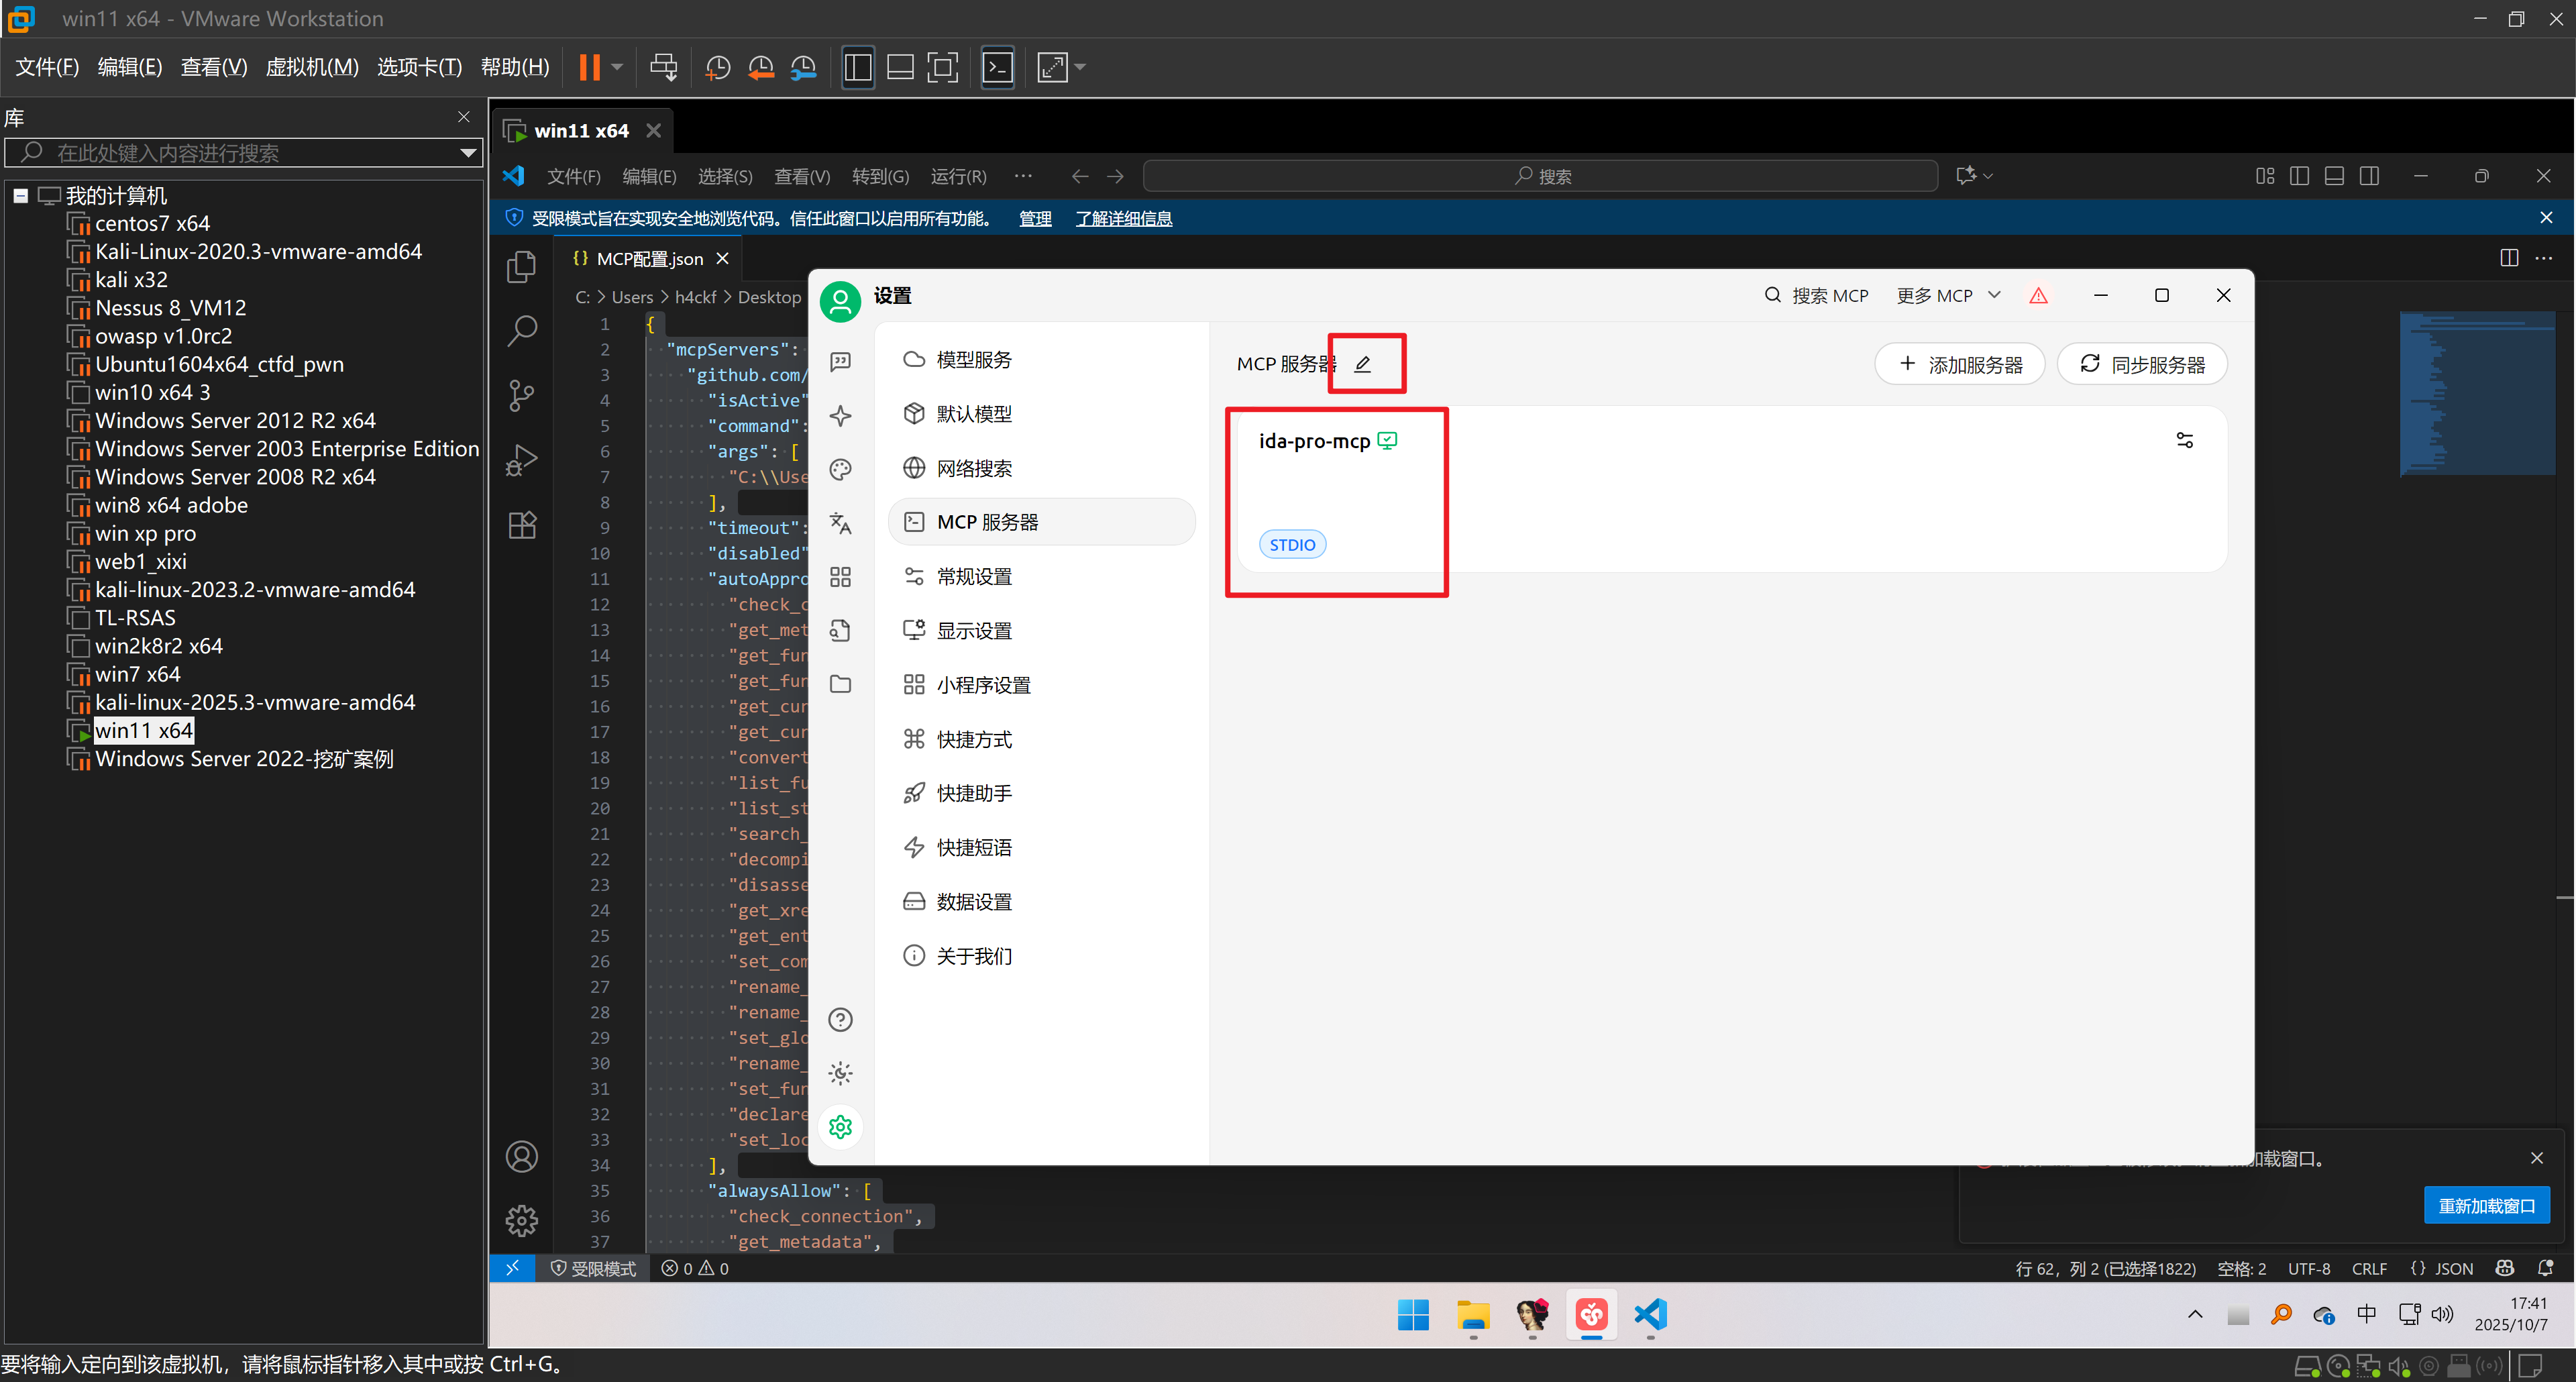 win11 x64 - VMware Workstation
文件(F) 编辑(E) 查看(V) 虚拟机(M) 选项卡(T) 帮助(H)
库
在此处键入内容进行搜索
我的计算机
centos7 x64
Kali-Linux-2020.3-vmware-amd64
kali x32
Nessus 8_VM12
owasp v1.0rc2
Ubuntu1604x64_ctfd_pwn
win10 x64 3
Windows Server 2012 R2 x64
Windows Server 2003 Enterprise Edition
Windows Server 2008 R2 x64
win8 x64 adobe
win xp pro
web1_xixi
kali-linux-2023.2-vmware-amd64
TL-RSAS
win2k8r2 x64
win7 x64
kali-linux-2025.3-vmware-amd64
win11 x64
Windows Server 2022-挖矿案例
win11 x64
文件(F) 编辑(E) 选择(S) 查看(V) 转到(G) 运行(R) ··· 搜索
受限模式旨在实现安全地浏览代码。信任此窗口以启用所有功能。 管理 了解详细信息
{} MCP配置.json
C: > Users > h4ckf > Desktop
1 {
2 "mcpServers":
3 "github.com/
4 "isActive"
5 "command":
6 "args": [
7 "C:\\Use
8 ],
9 "timeout":
10 "disabled"
11 "autoAppro
12 "check_c
13 "get_met
14 "get_fun
15 "get_fun
16 "get_cur
17 "get_cur
18 "convert
19 "list_fu
20 "list_st
21 "search_
22 "decompi
23 "disasse
24 "get_xre
25 "get_ent
26 "set_com
27 "rename_
28 "rename_
29 "set_glo
30 "rename_
31 "set_fun
32 "declare
33 "set_loc
34 ],
35 "alwaysAllow": [
36 "check_connection",
37 "get_metadata",
设置
搜索 MCP 更多 MCP
模型服务
默认模型
网络搜索
MCP 服务器
常规设置
显示设置
小程序设置
快捷方式
快捷助手
快捷短语
数据设置
关于我们
MCP 服务器
添加服务器 同步服务器
ida-pro-mcp
STDIO
加载窗口。
重新加载窗口
受限模式 0 0
行 62，列 2 (已选择1822) 空格: 2 UTF-8 CRLF {} JSON
中
17:41
2025/10/7
要将输入定向到该虚拟机，请将鼠标指针移入其中或按 Ctrl+G。